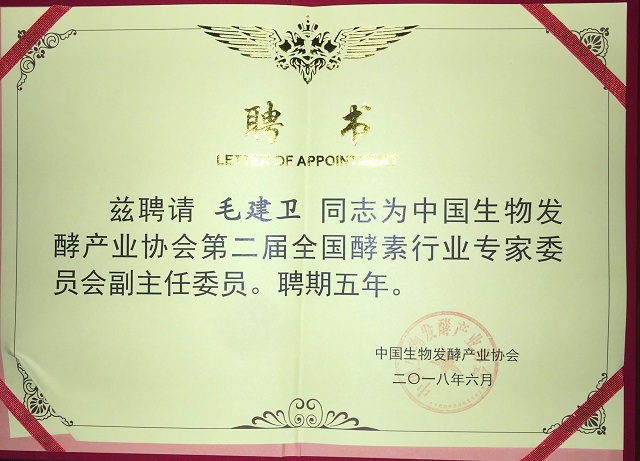 聘书
LETTER OF APPOINTMENT
兹聘请 毛建卫 同志为中国生物发
酵产业协会第二届全国酵素行业专家委
员会副主任委员。聘期五年。
中国生物发酵产业协会
二〇一八年六月